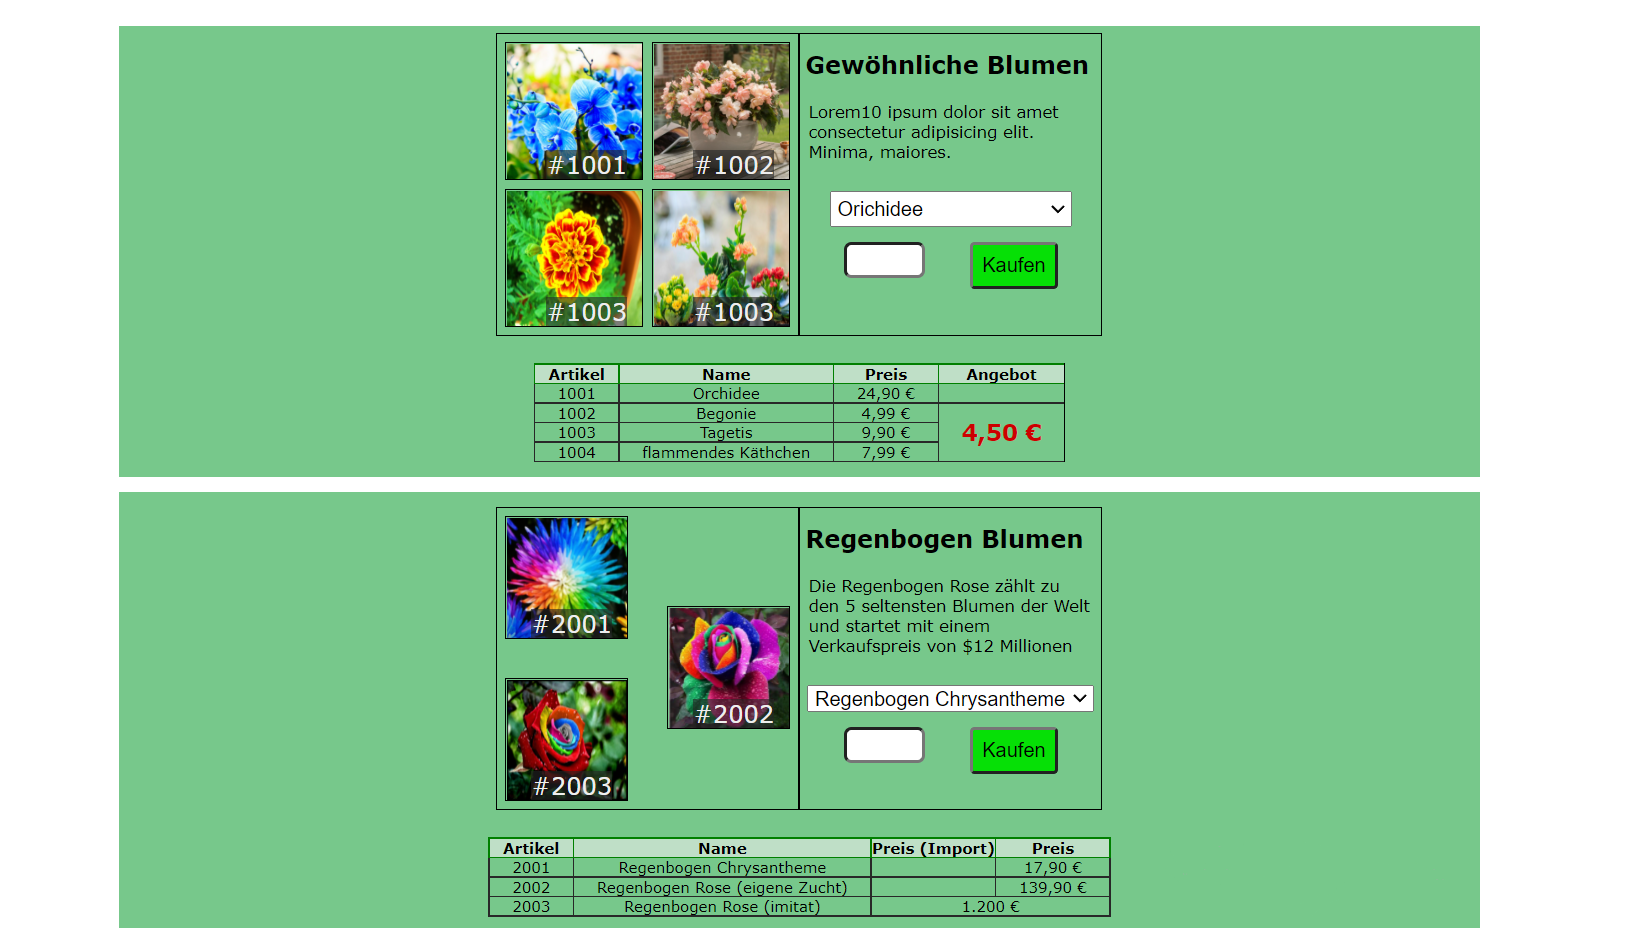 #1001
#1002
#1003
#1003
Gewöhnliche Blumen
Lorem10 ipsum dolor sit amet
consectetur adipisicing elit.
Minima, maiores.
Orichidee
Kaufen
Artikel Name Preis Angebot
1001 Orchidee 24,90 €
1002 Begonie 4,99 €
4,50 €
1003 Tagetis 9,90 €
1004 flammendes Käthchen 7,99 €
#2001
#2002
#2003
Regenbogen Blumen
Die Regenbogen Rose zählt zu
den 5 seltensten Blumen der Welt
und startet mit einem
Verkaufspreis von $12 Millionen
Regenbogen Chrysantheme
Kaufen
Artikel Name Preis (Import) Preis
2001 Regenbogen Chrysantheme 17,90 €
2002 Regenbogen Rose (eigene Zucht) 139,90 €
2003 Regenbogen Rose (imitat) 1.200 €